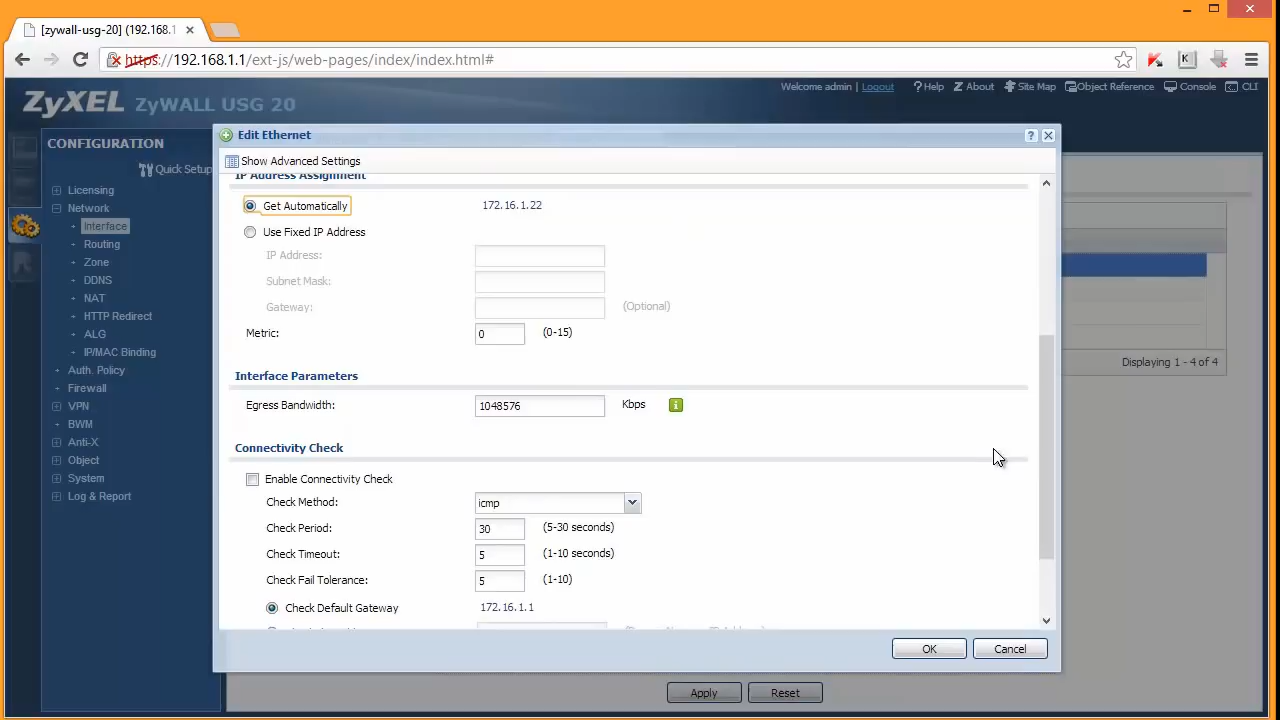 [zywall-usg-20] (192.168.1
https://192.168.1.1/ext-js/web-pages/index/index.html#
ZyXEL ZyWALL USG 20
Welcome admin | Logout ?Help Z About Site Map Object Reference Console CLI
CONFIGURATION
Quick Setup
Licensing
Network
Interface
Routing
Zone
DDNS
NAT
HTTP Redirect
ALG
IP/MAC Binding
Auth. Policy
Firewall
VPN
BWM
Anti-X
Object
System
Log & Report
Edit Ethernet
Show Advanced Settings
IP Address Assignment
Get Automatically 172.16.1.22
Use Fixed IP Address
IP Address:
Subnet Mask:
Gateway: (Optional)
Metric: 0 (0-15)
Interface Parameters
Egress Bandwidth: 1048576 Kbps
Connectivity Check
Enable Connectivity Check
Check Method: icmp
Check Period: 30 (5-30 seconds)
Check Timeout: 5 (1-10 seconds)
Check Fail Tolerance: 5 (1-10)
Check Default Gateway 172.16.1.1
OK Cancel
Displaying 1 - 4 of 4
Apply Reset